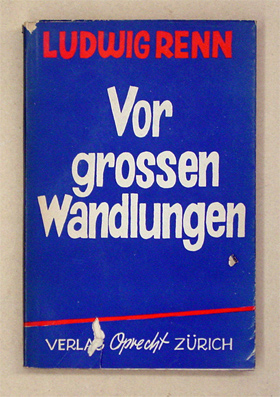 LUDWIG RENN
Vor
grossen
Wandlungen
VERLAG Oprecht ZÜRICH